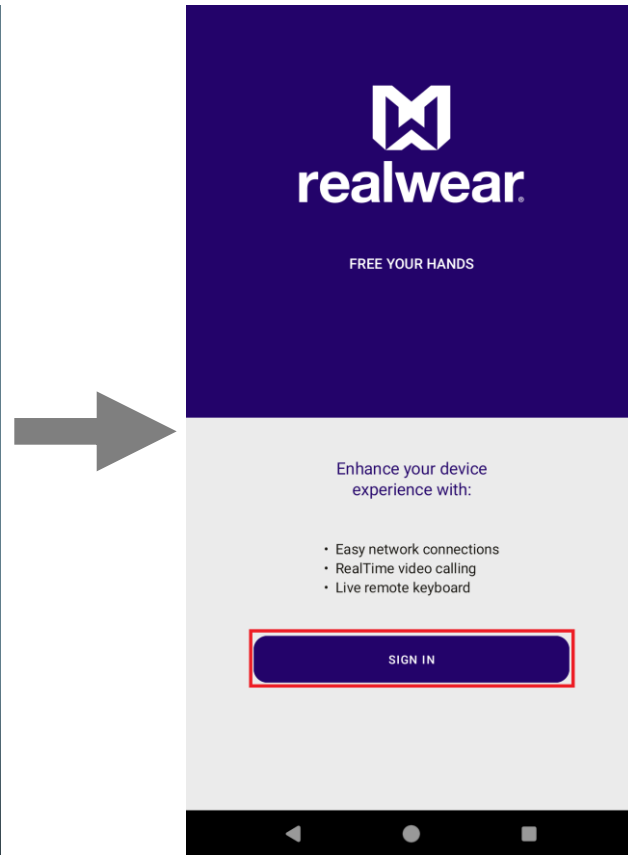 realwear®
FREE YOUR HANDS
Enhance your device
experience with:
• Easy network connections
• RealTime video calling
• Live remote keyboard
SIGN IN